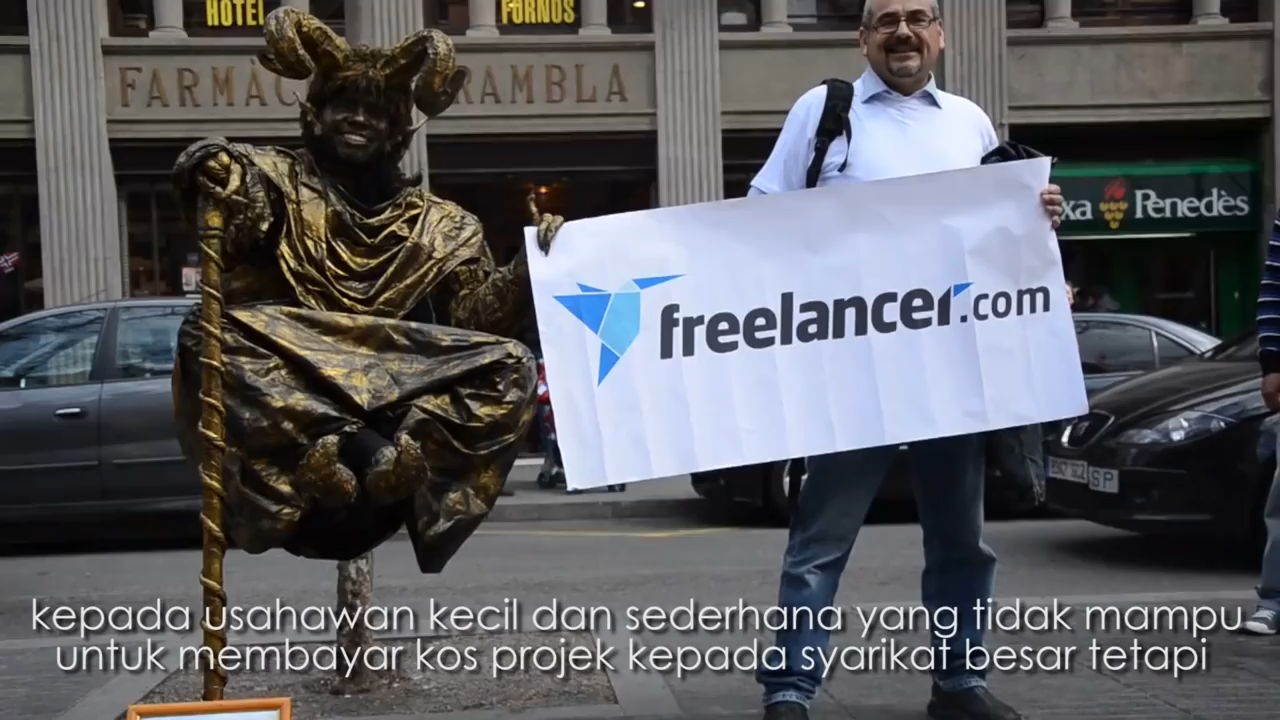 HOTEL
FORNOS
FARMÀC RAMBLA
xa Penedès
freelancer.com
SP
kepada usahawan kecil dan sederhana yang tidak mampu
untuk membayar kos projek kepada syarikat besar tetapi